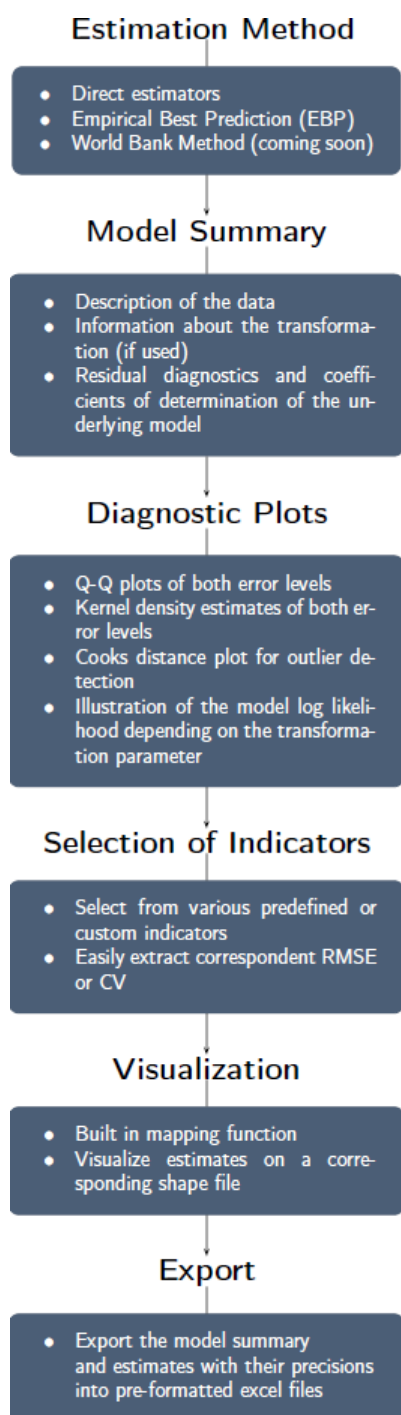 Estimation Method
● Direct estimators
● Empirical Best Prediction (EBP)
● World Bank Method (coming soon)
Model Summary
● Description of the data
● Information about the transforma-
tion (if used)
● Residual diagnostics and coeffi-
cients of determination of the un-
derlying model
Diagnostic Plots
● Q-Q plots of both error levels
● Kernel density estimates of both er-
ror levels
● Cooks distance plot for outlier de-
tection
● Illustration of the model log likeli-
hood depending on the transforma-
tion parameter
Selection of Indicators
● Select from various predefined or
custom indicators
● Easily extract correspondent RMSE
or CV
Visualization
● Built in mapping function
● Visualize estimates on a corre-
sponding shape file
Export
● Export the model summary
and estimates with their precisions
into pre-formatted excel files